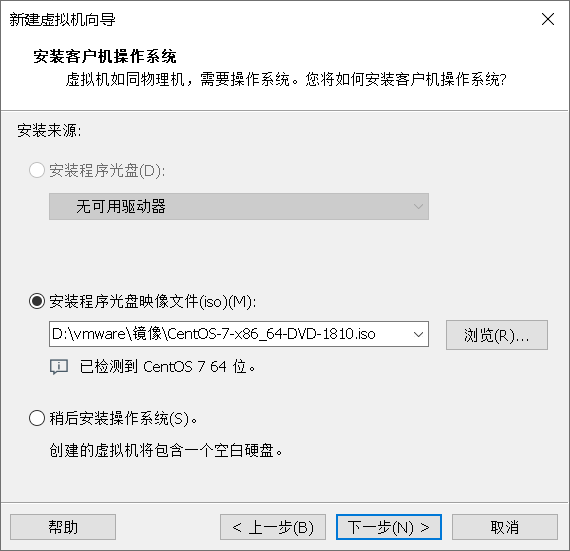 新建虚拟机向导
安装客户机操作系统
虚拟机如同物理机，需要操作系统。您将如何安装客户机操作系统?
安装来源:
安装程序光盘(D):
无可用驱动器
安装程序光盘映像文件(iso)(M):
D:\vmware\镜像\CentOS-7-x86_64-DVD-1810.iso
浏览(R)...
已检测到 CentOS 7 64 位。
稍后安装操作系统(S)。
创建的虚拟机将包含一个空白硬盘。
帮助
< 上一步(B)
下一步(N) >
取消